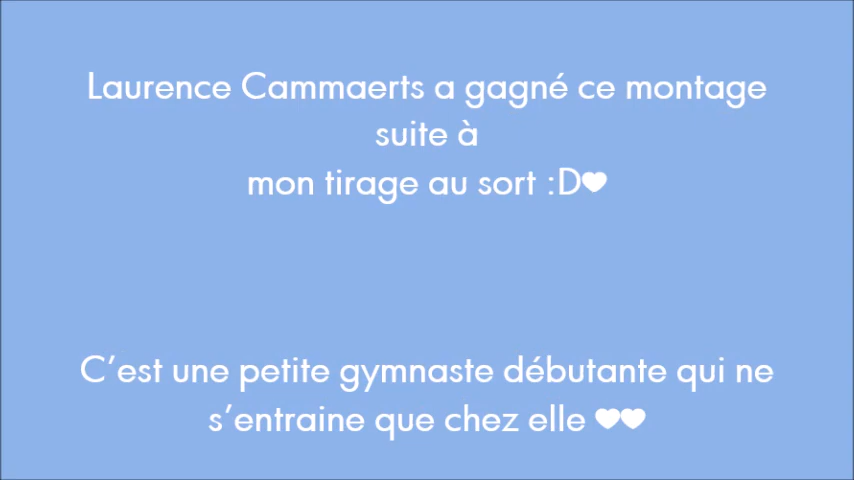 Laurence Cammaerts a gagné ce montage
suite à
mon tirage au sort :D♥
C’est une petite gymnaste débutante qui ne
s’entraine que chez elle ♥♥